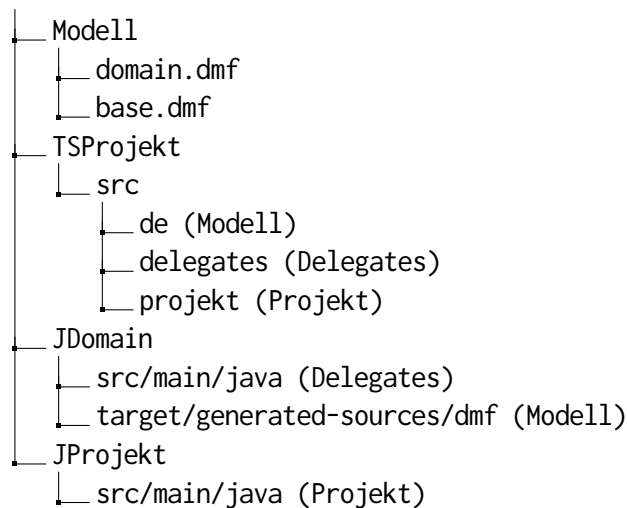 Modell
domain.dmf
base.dmf
TSProjekt
src
de (Modell)
delegates (Delegates)
projekt (Projekt)
JDomain
src/main/java (Delegates)
target/generated-sources/dmf (Modell)
JProjekt
src/main/java (Projekt)